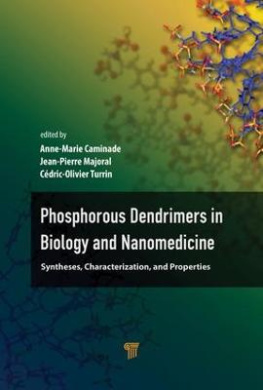 edited by
Anne-Marie Caminade
Jean-Pierre Majoral
Cédric-Olivier Turrin
Phosphorous Dendrimers in
Biology and Nanomedicine
Syntheses, Characterization, and Properties